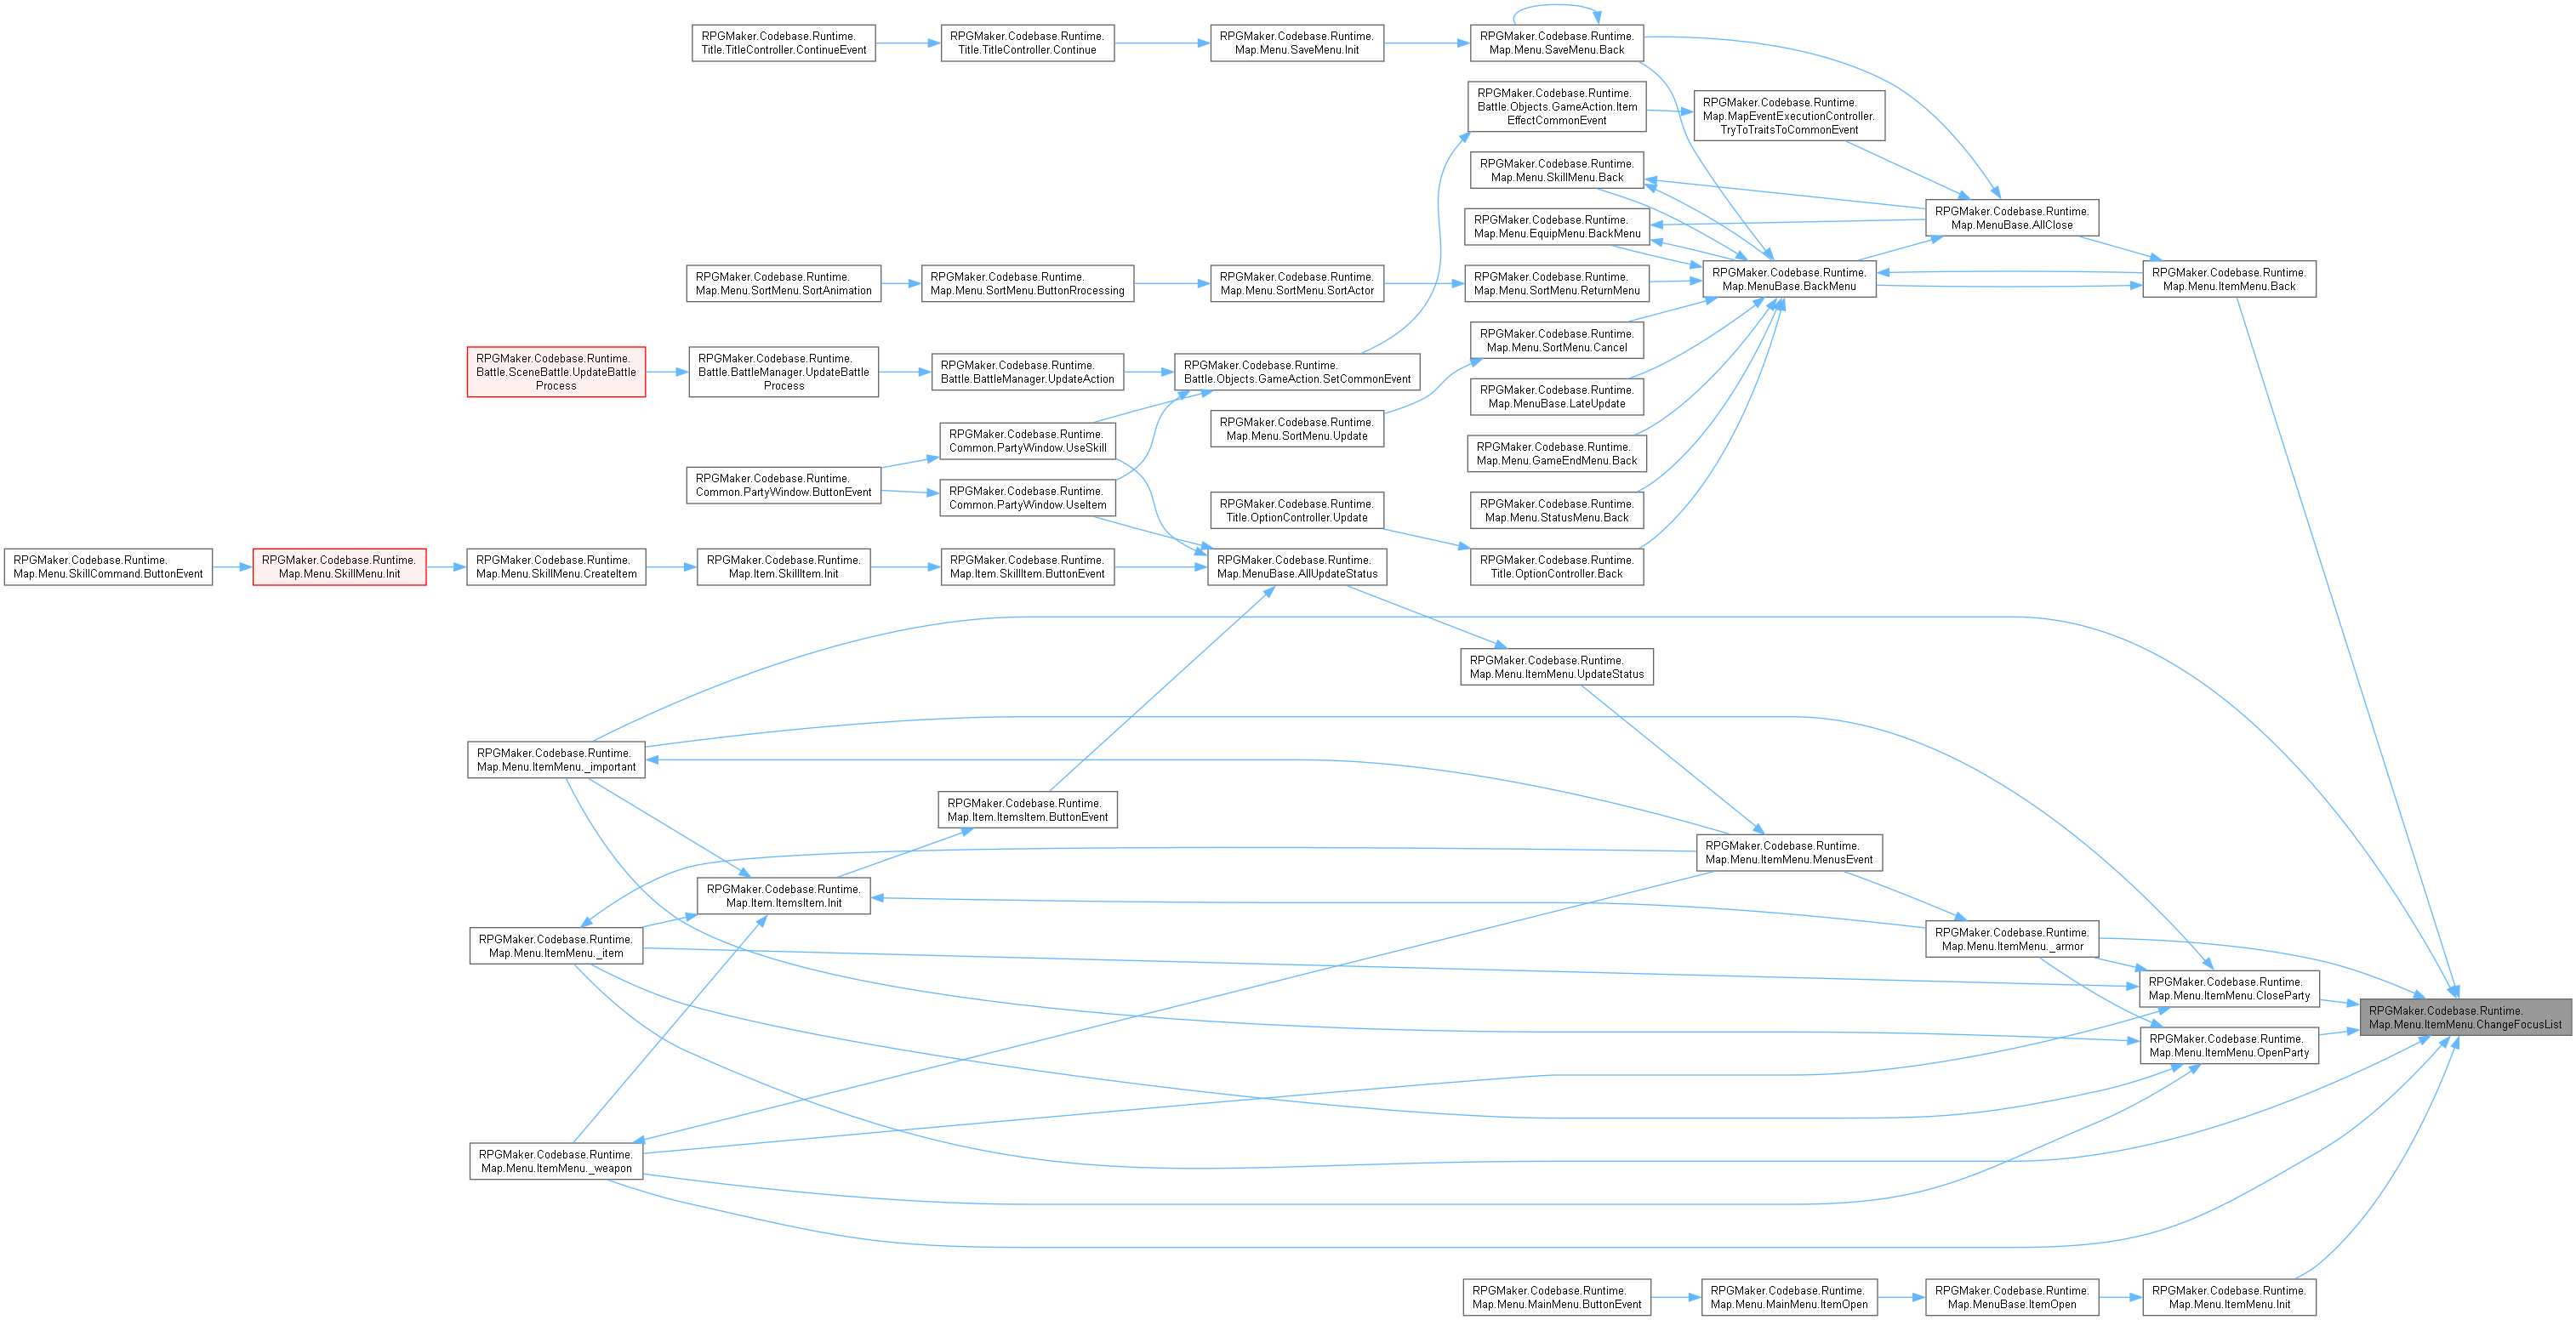 RPGMaker.Codebase.Runtime.
Title.TitleController.ContinueEvent
RPGMaker.Codebase.Runtime.
Title.TitleController.Continue
RPGMaker.Codebase.Runtime.
Map.Menu.SaveMenu.Init
RPGMaker.Codebase.Runtime.
Map.Menu.SaveMenu.Back
RPGMaker.Codebase.Runtime.
Battle.Objects.GameAction.Item
EffectCommonEvent
RPGMaker.Codebase.Runtime.
Map.MapEventExecutionController.
TryToTraitsToCommonEvent
RPGMaker.Codebase.Runtime.
Map.Menu.SkillMenu.Back
RPGMaker.Codebase.Runtime.
Map.MenuBase.AllClose
RPGMaker.Codebase.Runtime.
Map.Menu.EquipMenu.BackMenu
RPGMaker.Codebase.Runtime.
Map.Menu.SortMenu.SortAnimation
RPGMaker.Codebase.Runtime.
Map.Menu.SortMenu.ButtonRrocessing
RPGMaker.Codebase.Runtime.
Map.Menu.SortMenu.SortActor
RPGMaker.Codebase.Runtime.
Map.Menu.SortMenu.ReturnMenu
RPGMaker.Codebase.Runtime.
Map.MenuBase.BackMenu
RPGMaker.Codebase.Runtime.
Map.Menu.ItemMenu.Back
RPGMaker.Codebase.Runtime.
Map.Menu.SortMenu.Cancel
RPGMaker.Codebase.Runtime.
Battle.SceneBattle.UpdateBattle
Process
RPGMaker.Codebase.Runtime.
Battle.BattleManager.UpdateBattle
Process
RPGMaker.Codebase.Runtime.
Battle.BattleManager.UpdateAction
RPGMaker.Codebase.Runtime.
Battle.Objects.GameAction.SetCommonEvent
RPGMaker.Codebase.Runtime.
Map.MenuBase.LateUpdate
RPGMaker.Codebase.Runtime.
Map.Menu.SortMenu.Update
RPGMaker.Codebase.Runtime.
Common.PartyWindow.UseSkill
RPGMaker.Codebase.Runtime.
Map.Menu.GameEndMenu.Back
RPGMaker.Codebase.Runtime.
Common.PartyWindow.ButtonEvent
RPGMaker.Codebase.Runtime.
Common.PartyWindow.UseItem
RPGMaker.Codebase.Runtime.
Title.OptionController.Update
RPGMaker.Codebase.Runtime.
Map.Menu.StatusMenu.Back
RPGMaker.Codebase.Runtime.
Map.Menu.SkillCommand.ButtonEvent
RPGMaker.Codebase.Runtime.
Map.Menu.SkillMenu.Init
RPGMaker.Codebase.Runtime.
Map.Menu.SkillMenu.CreateItem
RPGMaker.Codebase.Runtime.
Map.Item.SkillItem.Init
RPGMaker.Codebase.Runtime.
Map.Item.SkillItem.ButtonEvent
RPGMaker.Codebase.Runtime.
Map.MenuBase.AllUpdateStatus
RPGMaker.Codebase.Runtime.
Title.OptionController.Back
RPGMaker.Codebase.Runtime.
Map.Menu.ItemMenu.UpdateStatus
RPGMaker.Codebase.Runtime.
Map.Menu.ItemMenu._important
RPGMaker.Codebase.Runtime.
Map.Item.ItemsItem.ButtonEvent
RPGMaker.Codebase.Runtime.
Map.Menu.ItemMenu.MenusEvent
RPGMaker.Codebase.Runtime.
Map.Item.ItemsItem.Init
RPGMaker.Codebase.Runtime.
Map.Menu.ItemMenu._item
RPGMaker.Codebase.Runtime.
Map.Menu.ItemMenu._armor
RPGMaker.Codebase.Runtime.
Map.Menu.ItemMenu.CloseParty
RPGMaker.Codebase.Runtime.
Map.Menu.ItemMenu.ChangeFocusList
RPGMaker.Codebase.Runtime.
Map.Menu.ItemMenu.OpenParty
RPGMaker.Codebase.Runtime.
Map.Menu.ItemMenu._weapon
RPGMaker.Codebase.Runtime.
Map.Menu.MainMenu.ButtonEvent
RPGMaker.Codebase.Runtime.
Map.Menu.MainMenu.ItemOpen
RPGMaker.Codebase.Runtime.
Map.MenuBase.ItemOpen
RPGMaker.Codebase.Runtime.
Map.Menu.ItemMenu.Init